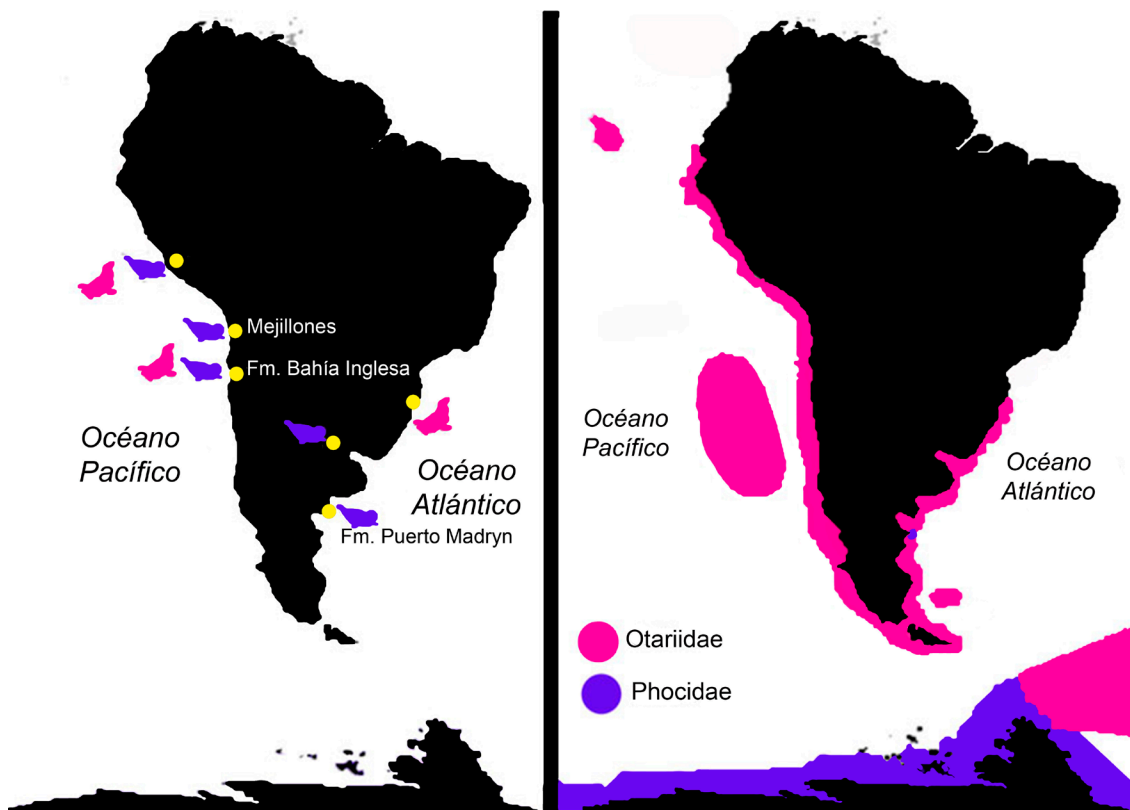 Mejillones
Fm. Bahía Inglesa
Océano
Pacífico
Océano
Atlántico
Fm. Puerto Madryn
Océano
Pacífico
Océano
Atlántico
Otariidae
Phocidae